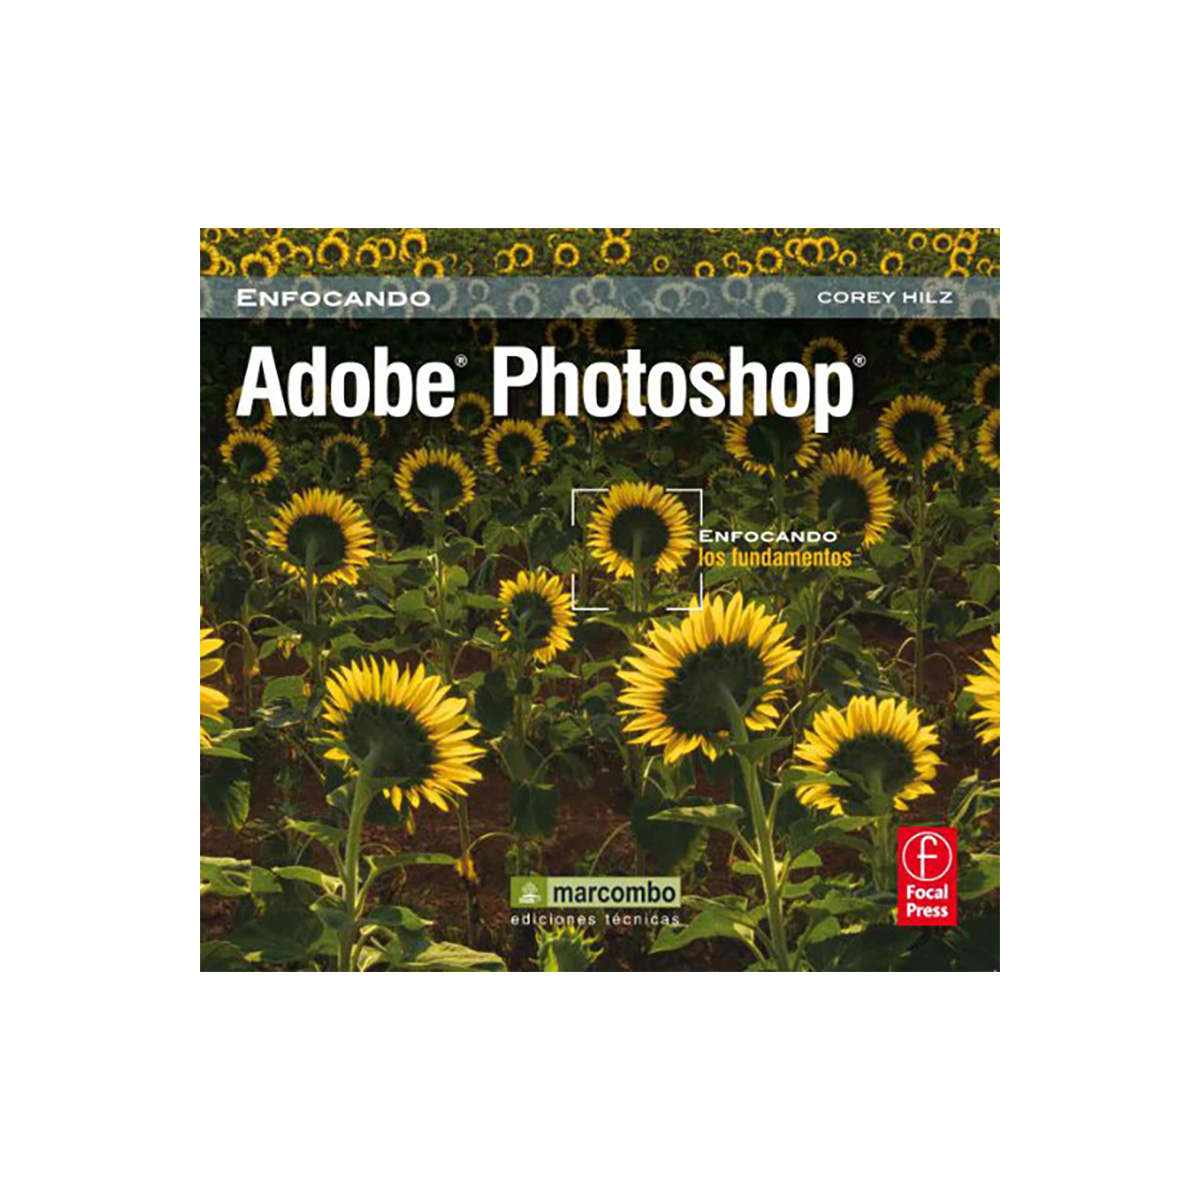 ENFOCANDO
COREY HILZ
Adobe® Photoshop®
ENFOCANDO
los fundamentos
f
Focal
Press
marcombo
ediciones técnicas